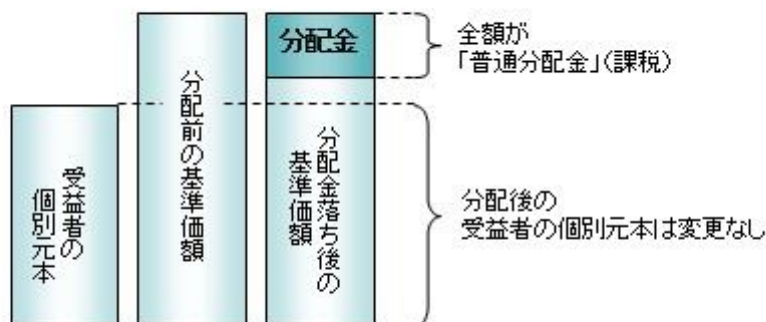 受益者の
個別元本
分配前の基準価額
分配金
分配金落ち後の
基準価額
全額が
「普通分配金」(課税)
分配後の
受益者の個別元本は変更なし